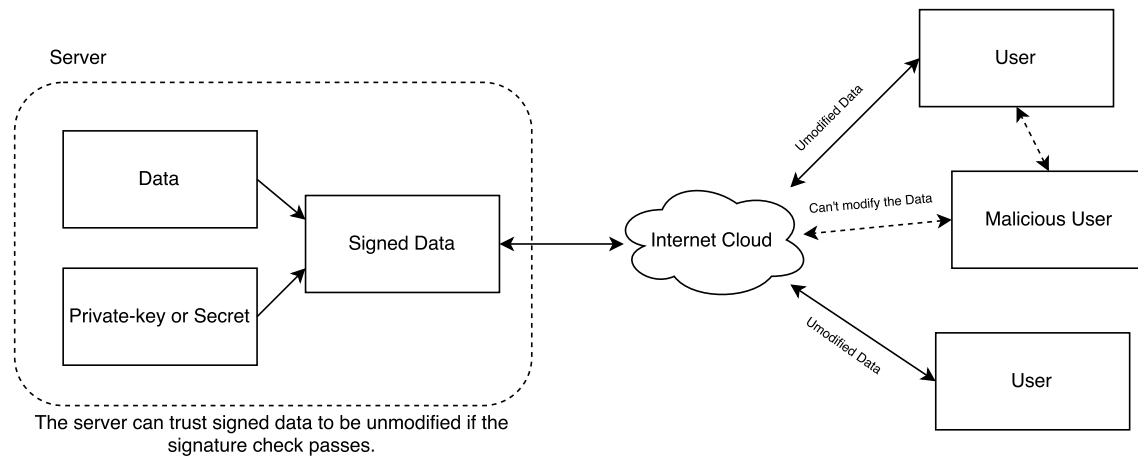 Server
Data
Private-key or Secret
Signed Data
The server can trust signed data to be unmodified if the
signature check passes.
Internet Cloud
Umodified Data
User
Can't modify the Data
Malicious User
Umodified Data
User